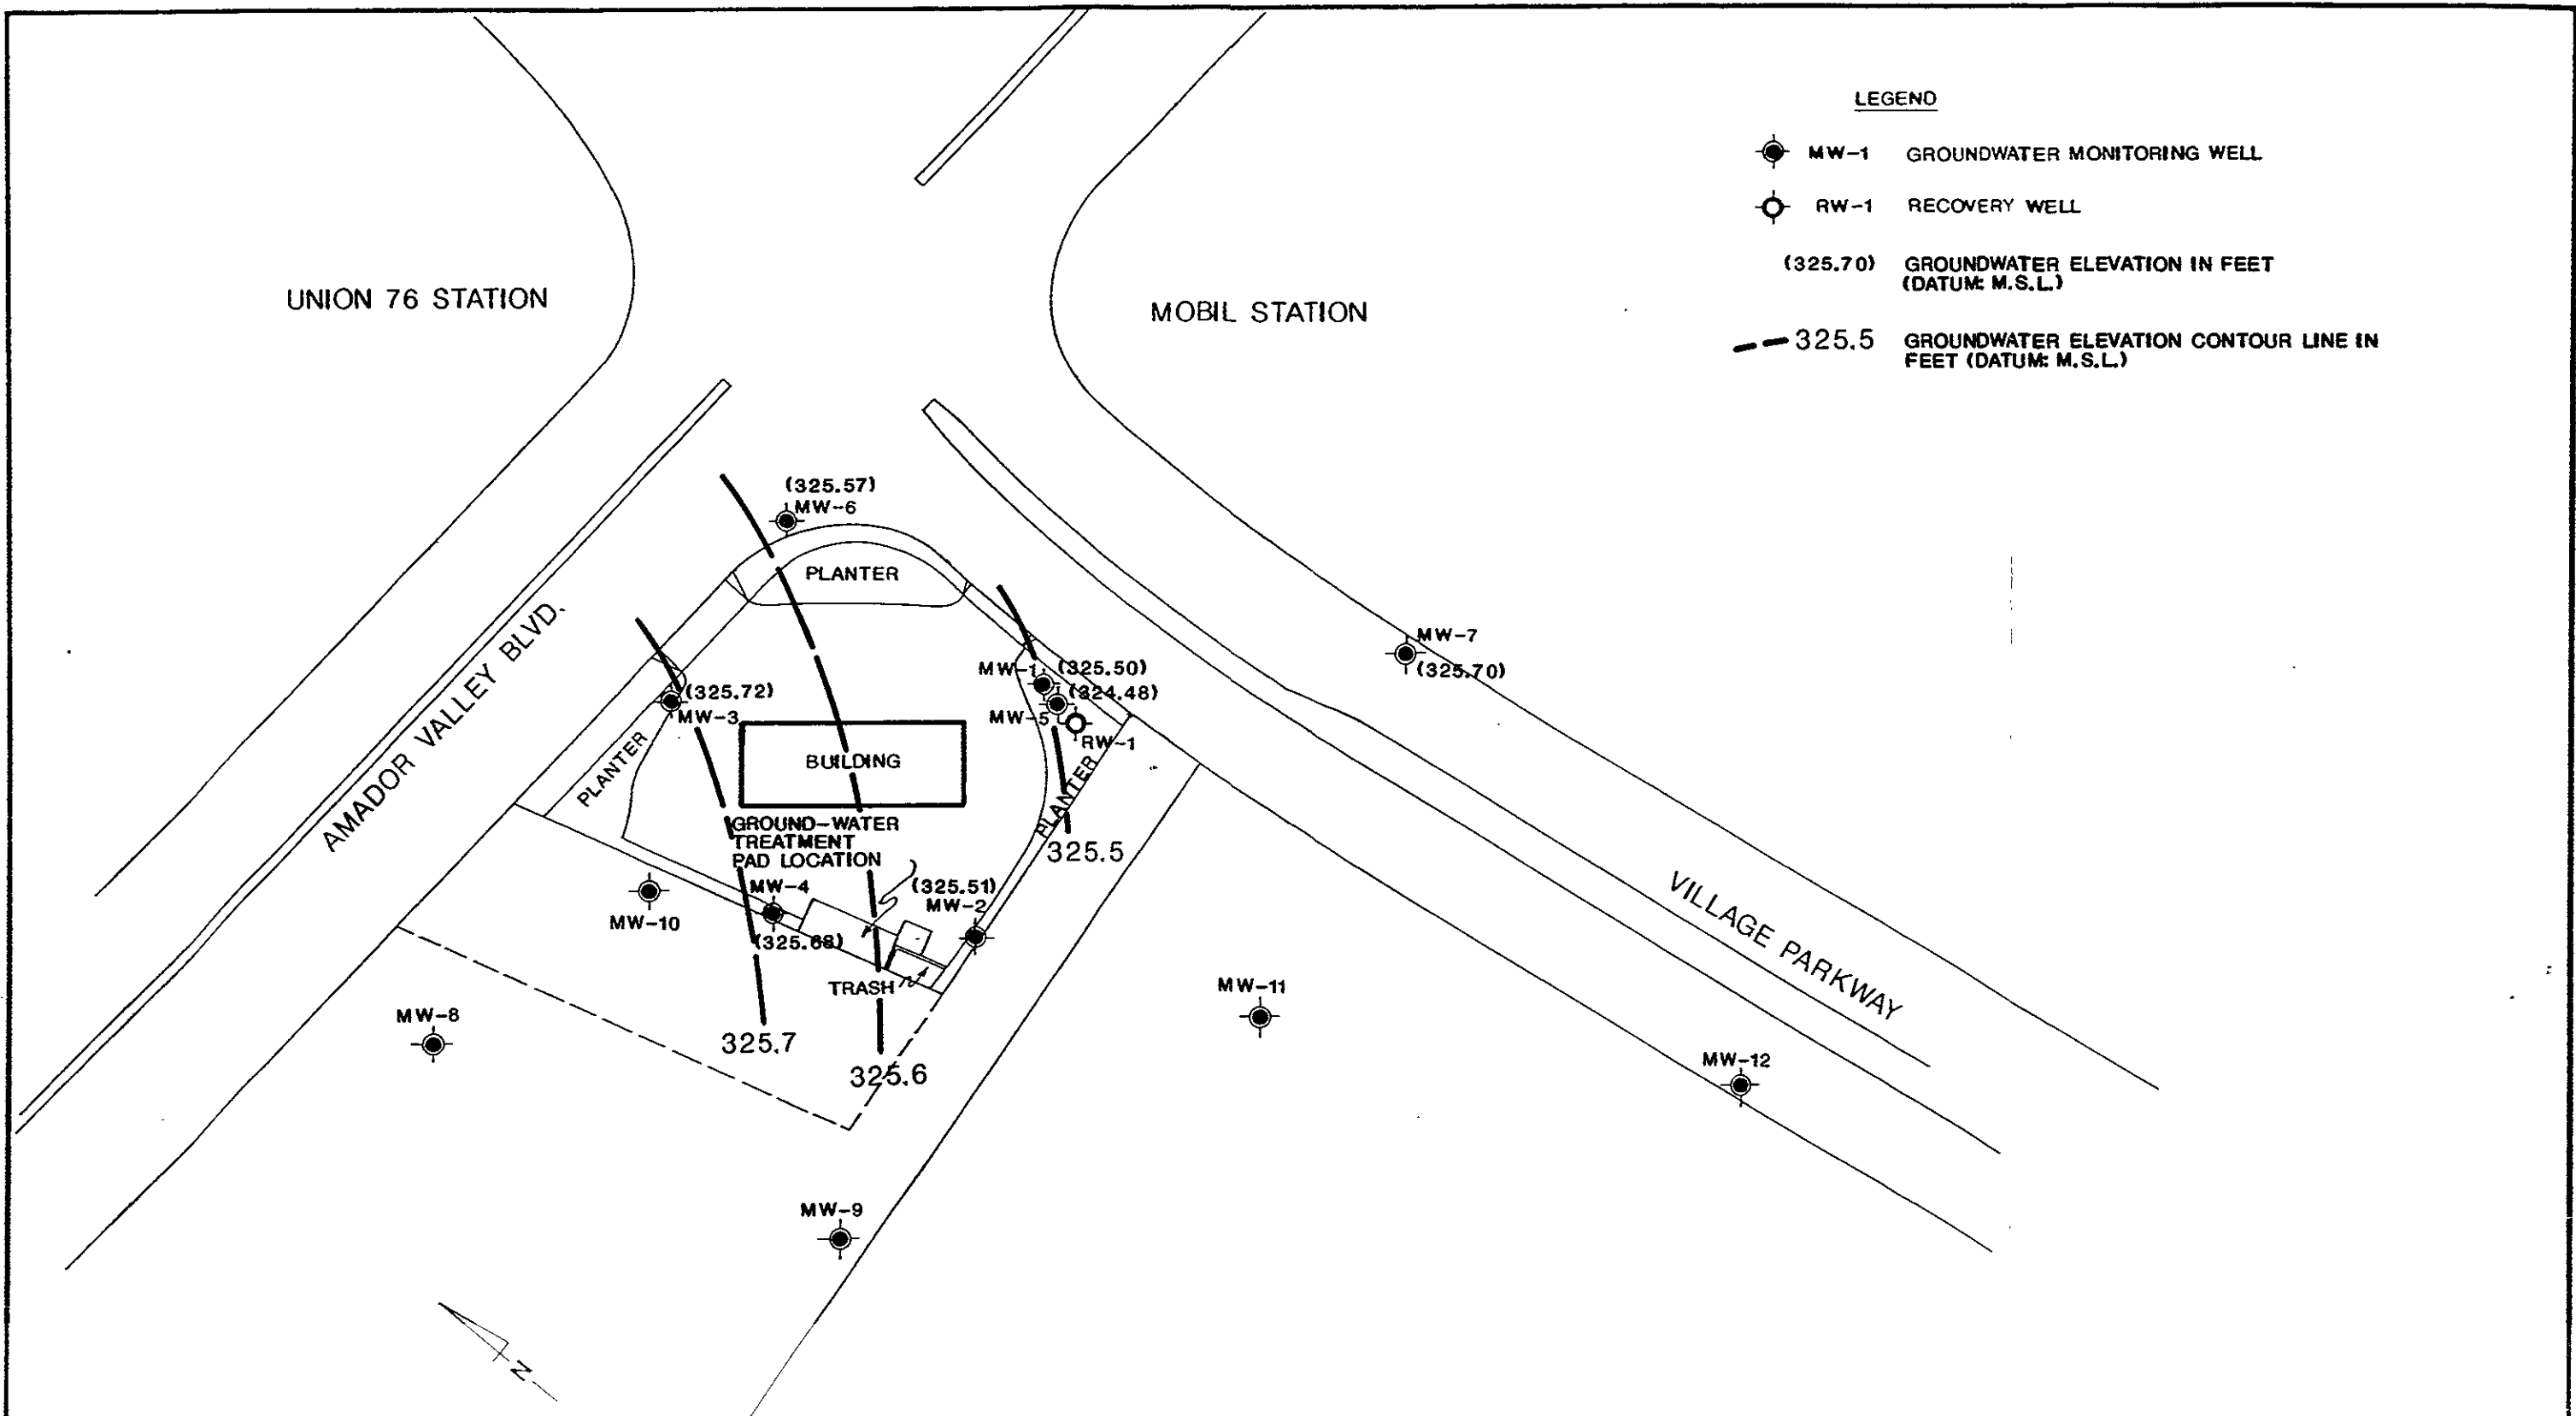 LEGEND
MW-1 GROUNDWATER MONITORING WELL
RW-1 RECOVERY WELL
(325.70) GROUNDWATER ELEVATION IN FEET
(DATUM: M.S.L.)
325.5 GROUNDWATER ELEVATION CONTOUR LINE IN
FEET (DATUM: M.S.L.)
UNION 76 STATION
MOBIL STATION
(325.57)
MW-6
PLANTER
AMADOR VALLEY BLVD.
MW-7
(325.70)
MW-1 (325.50)
(324.48)
MW-5
RW-1
(325.72)
MW-3
PLANTER
BUILDING
PLANTER
GROUND-WATER
TREATMENT
PAD LOCATION
325.5
MW-4
(325.68)
(325.51)
MW-2
MW-10
TRASH
VILLAGE PARKWAY
MW-11
MW-8
325.7
325.6
MW-12
MW-9
N